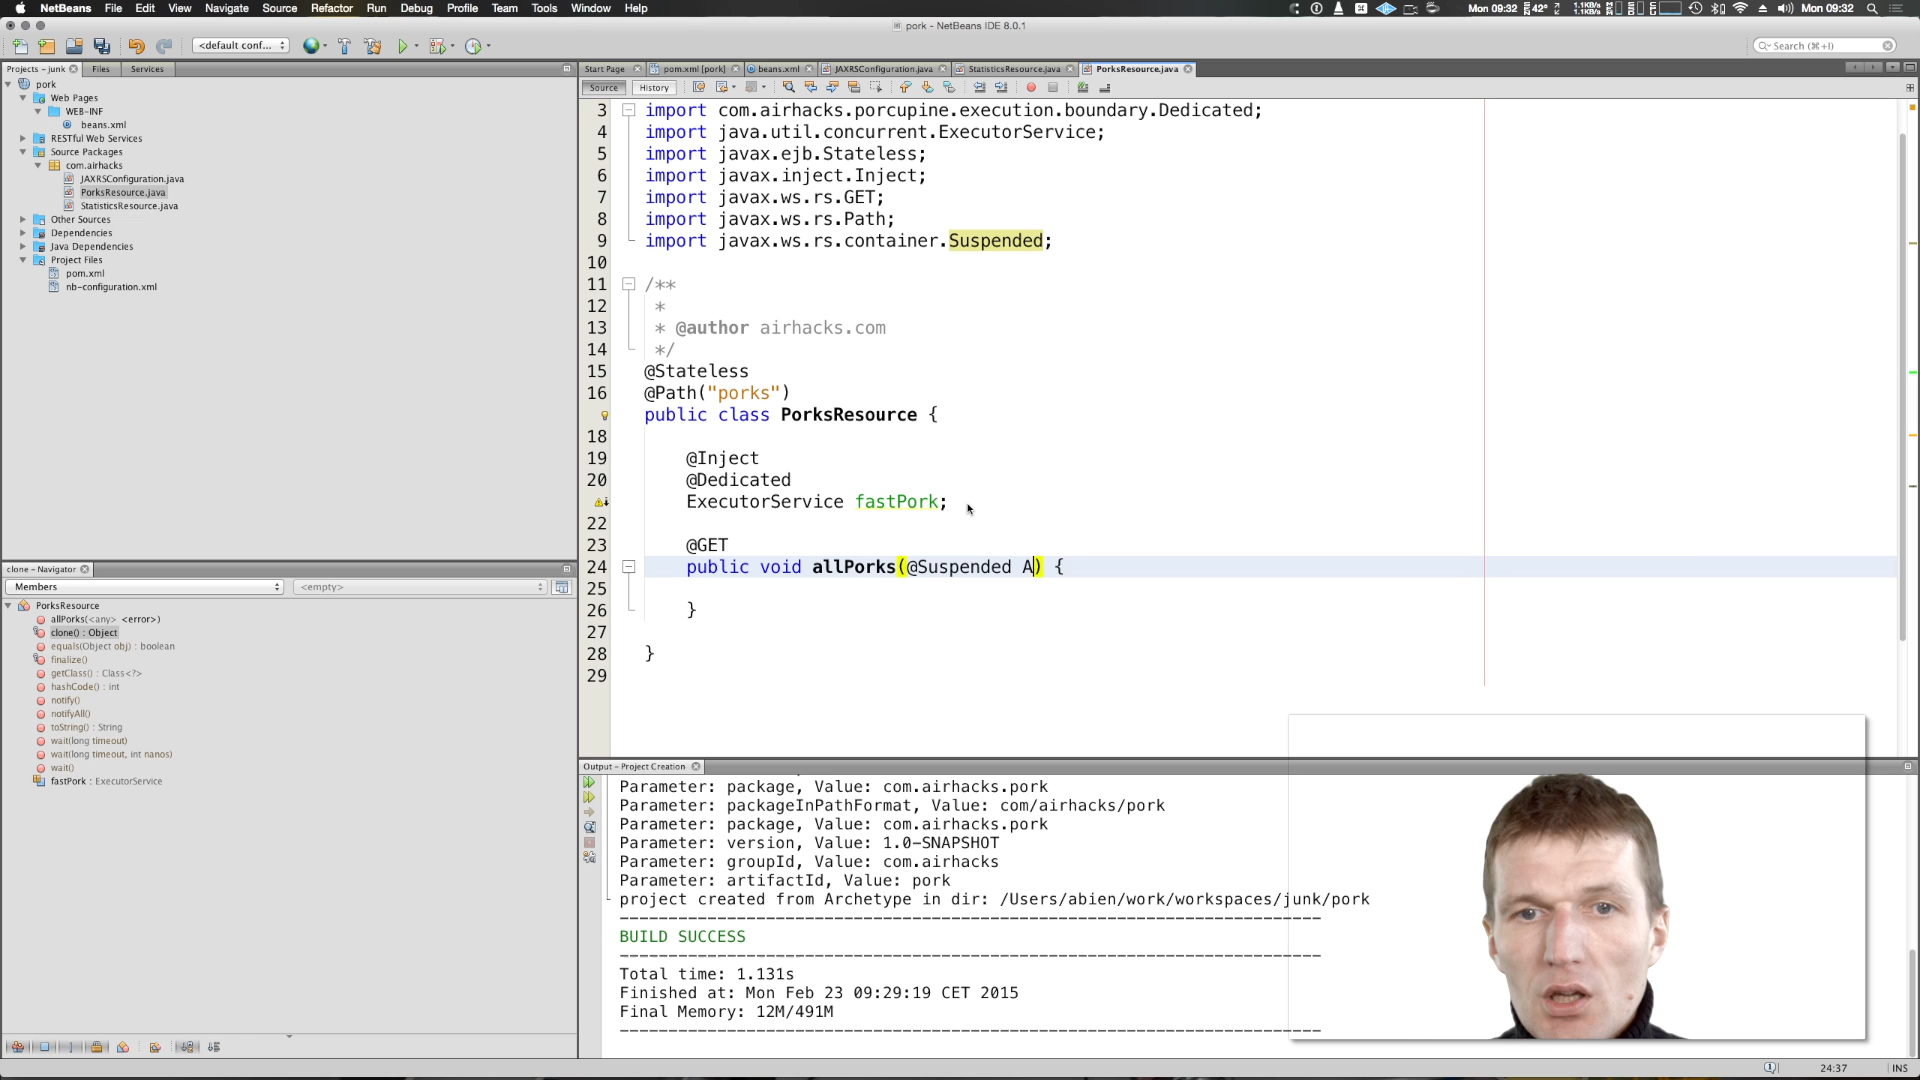 NetBeans File Edit View Navigate Source Refactor Run Debug Profile Team Tools Window Help
Mon 09:32 42° 1.1KB/s 1.1KB/s Mon 09:32
pork - NetBeans IDE 8.0.1
<default conf...
Search (⌘+I)
Projects – junk Files Services
Start Page pom.xml [pork] beans.xml JAXRSConfiguration.java StatisticsResource.java PorksResource.java
Source History
pork
Web Pages
WEB-INF
beans.xml
RESTful Web Services
Source Packages
com.airhacks
JAXRSConfiguration.java
PorksResource.java
StatisticsResource.java
Other Sources
Dependencies
Java Dependencies
Project Files
pom.xml
nb-configuration.xml
3 import com.airhacks.porcupine.execution.boundary.Dedicated;
4 import java.util.concurrent.ExecutorService;
5 import javax.ejb.Stateless;
6 import javax.inject.Inject;
7 import javax.ws.rs.GET;
8 import javax.ws.rs.Path;
9 import javax.ws.rs.container.Suspended;
10
11 /**
12 *
13 * @author airhacks.com
14 */
15 @Stateless
16 @Path("porks")
public class PorksResource {
18
19 @Inject
20 @Dedicated
ExecutorService fastPork;
22
23 @GET
24 public void allPorks(@Suspended A) {
25
26 }
27
28 }
29
clone – Navigator
Members <empty>
PorksResource
allPorks(<any> <error>)
clone() : Object
equals(Object obj) : boolean
finalize()
getClass() : Class<?>
hashCode() : int
notify()
notifyAll()
toString() : String
wait(long timeout)
wait(long timeout, int nanos)
wait()
fastPork : ExecutorService
Output – Project Creation
Parameter: package, Value: com.airhacks.pork
Parameter: packageInPathFormat, Value: com/airhacks/pork
Parameter: package, Value: com.airhacks.pork
Parameter: version, Value: 1.0-SNAPSHOT
Parameter: groupId, Value: com.airhacks
Parameter: artifactId, Value: pork
project created from Archetype in dir: /Users/abien/work/workspaces/junk/pork
------------------------------------------------------------------------
BUILD SUCCESS
------------------------------------------------------------------------
Total time: 1.131s
Finished at: Mon Feb 23 09:29:19 CET 2015
Final Memory: 12M/491M
------------------------------------------------------------------------
24:37 INS